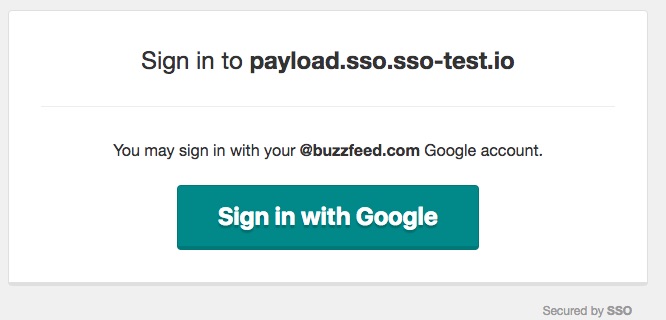 Sign in to payload.sso.sso-test.io
You may sign in with your @buzzfeed.com Google account.
Sign in with Google
Secured by SSO